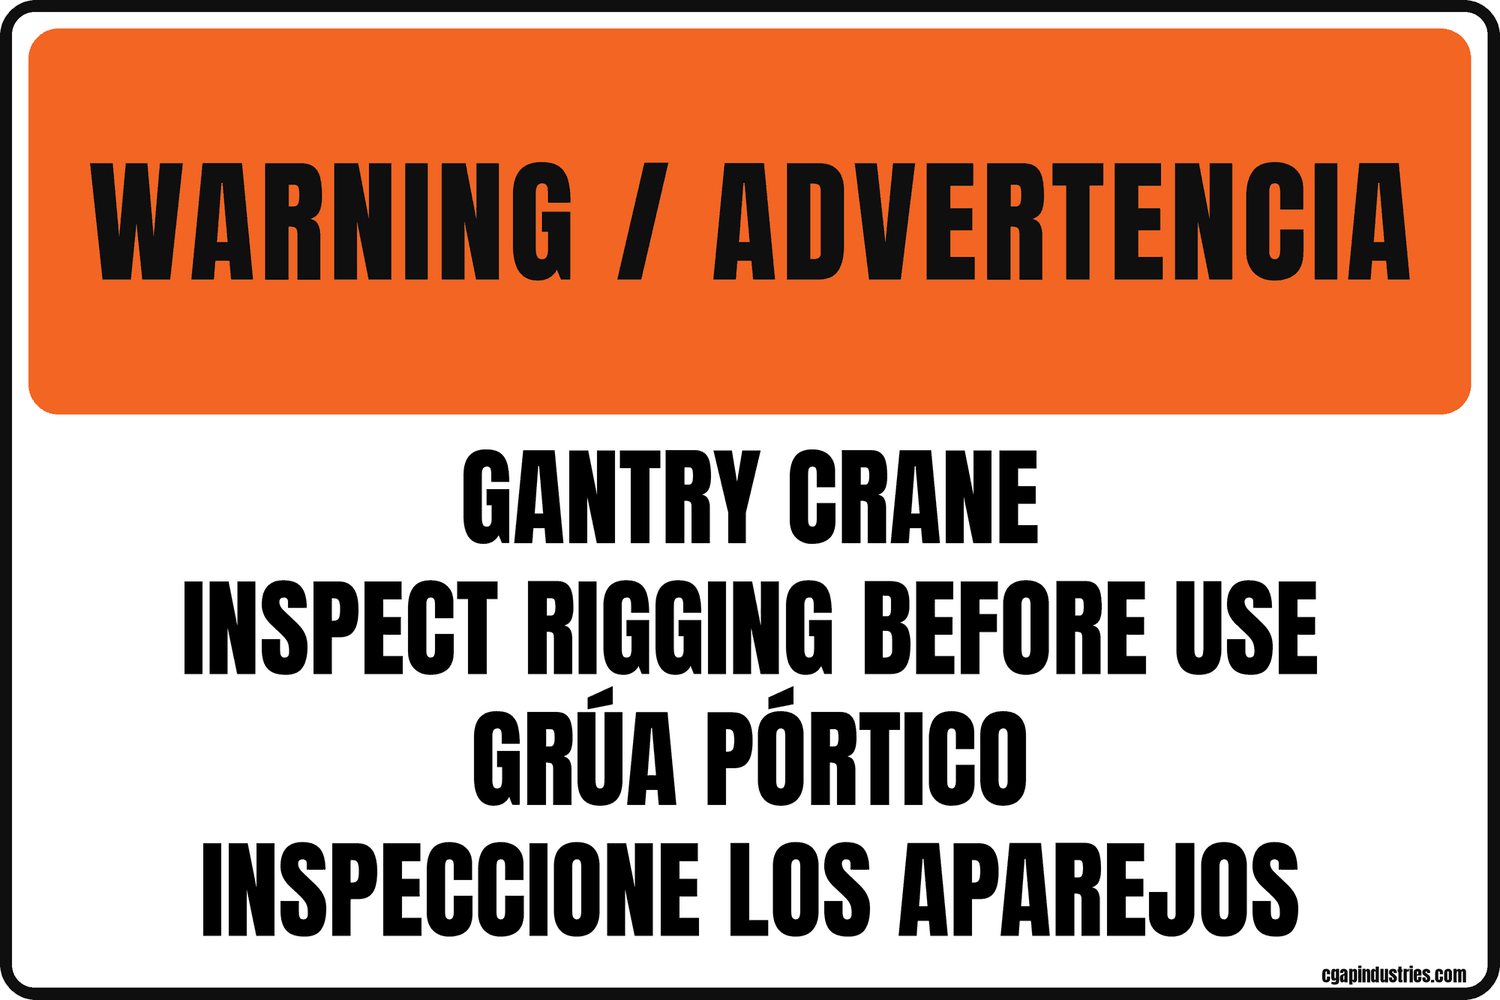 WARNING / ADVERTENCIA
GANTRY CRANE
INSPECT RIGGING BEFORE USE
GRÚA PÓRTICO
INSPECCIONE LOS APAREJOS
cgapindustries.com